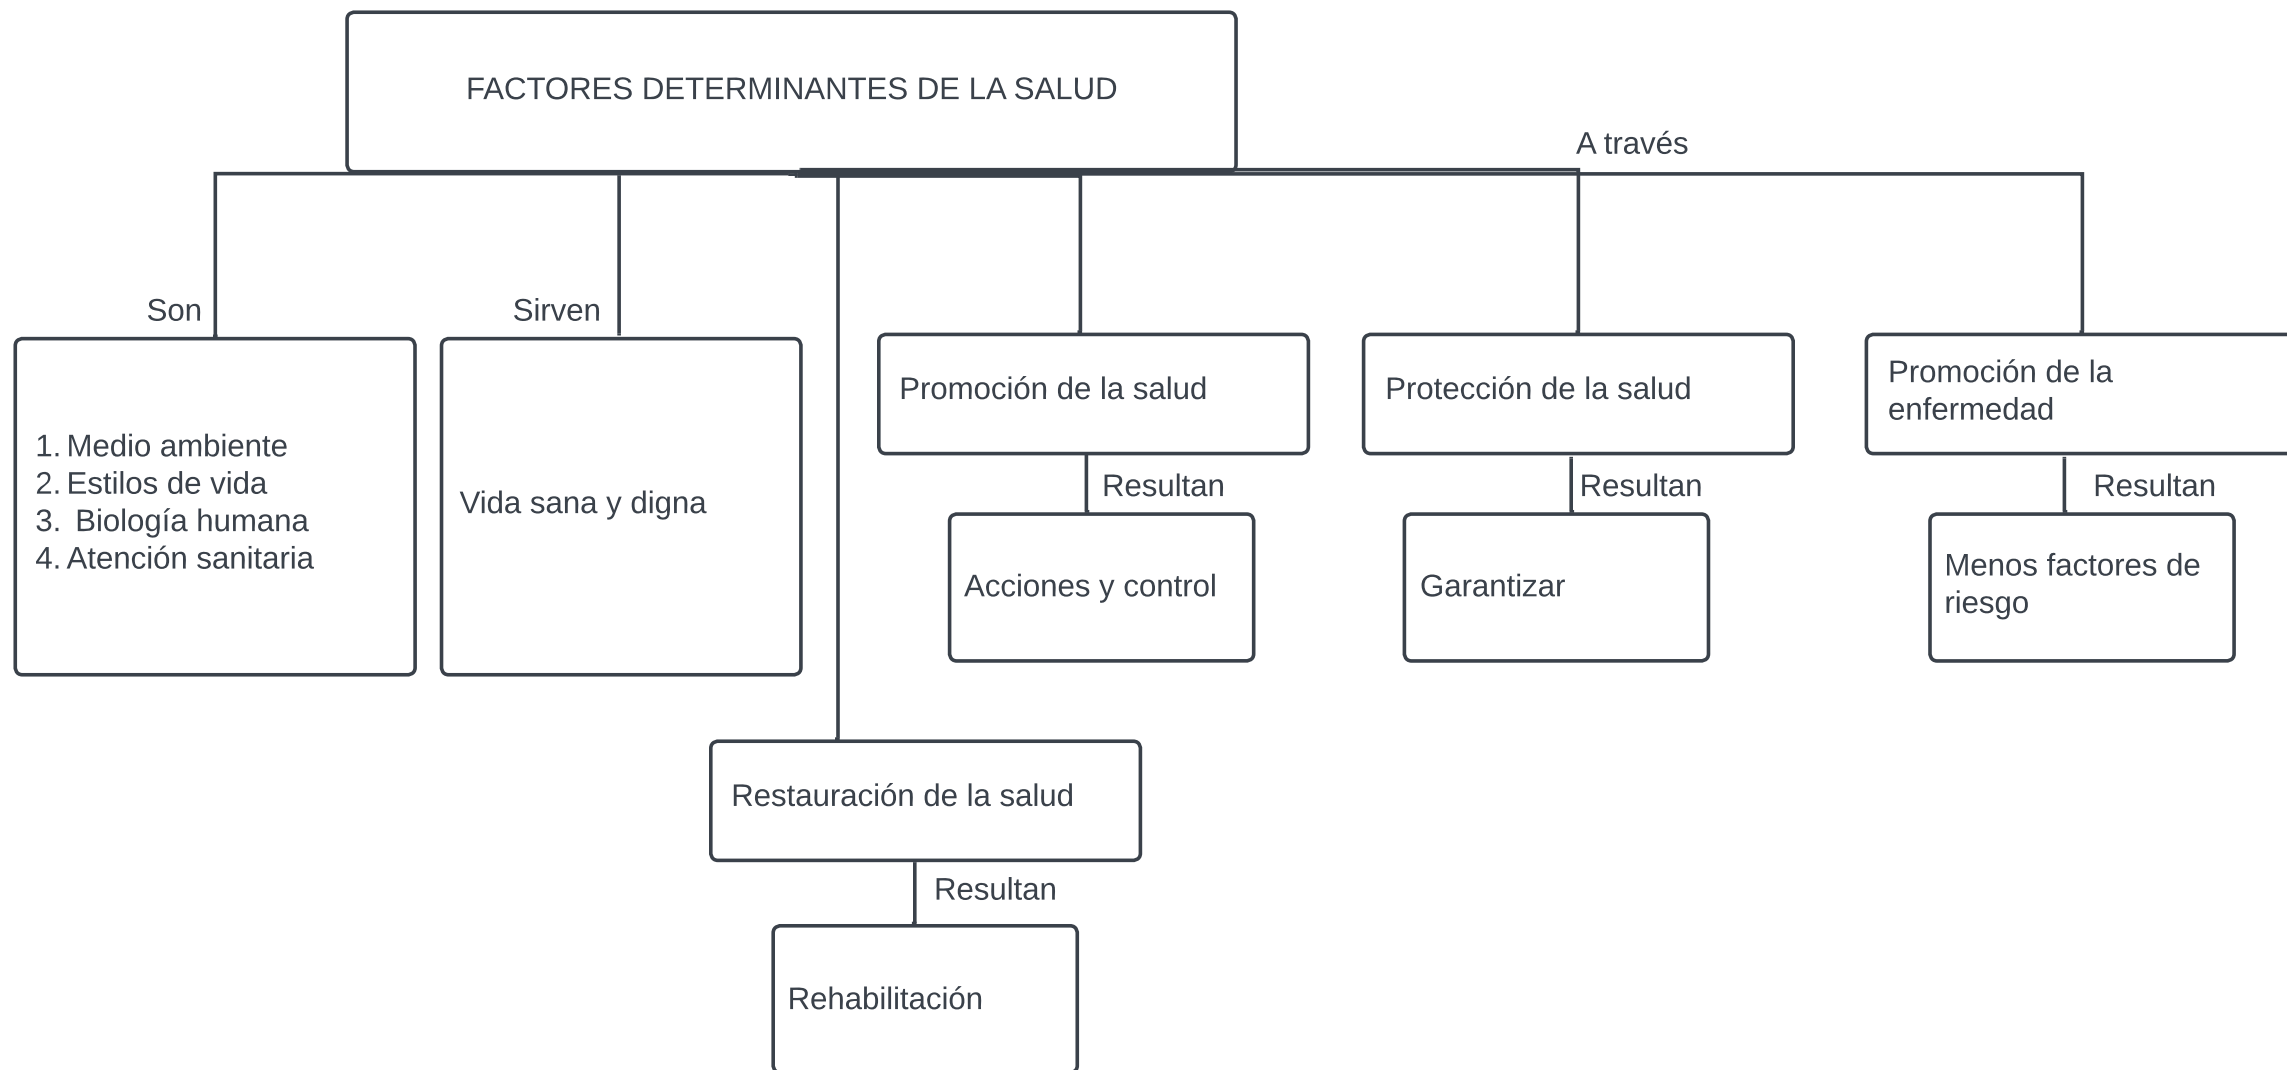 FACTORES DETERMINANTES DE LA SALUD
A través
Son
Sirven
1. Medio ambiente
2. Estilos de vida
3. Biología humana
4. Atención sanitaria
Vida sana y digna
Promoción de la salud
Resultan
Acciones y control
Protección de la salud
Resultan
Garantizar
Promoción de la
enfermedad
Resultan
Menos factores de
riesgo
Restauración de la salud
Resultan
Rehabilitación